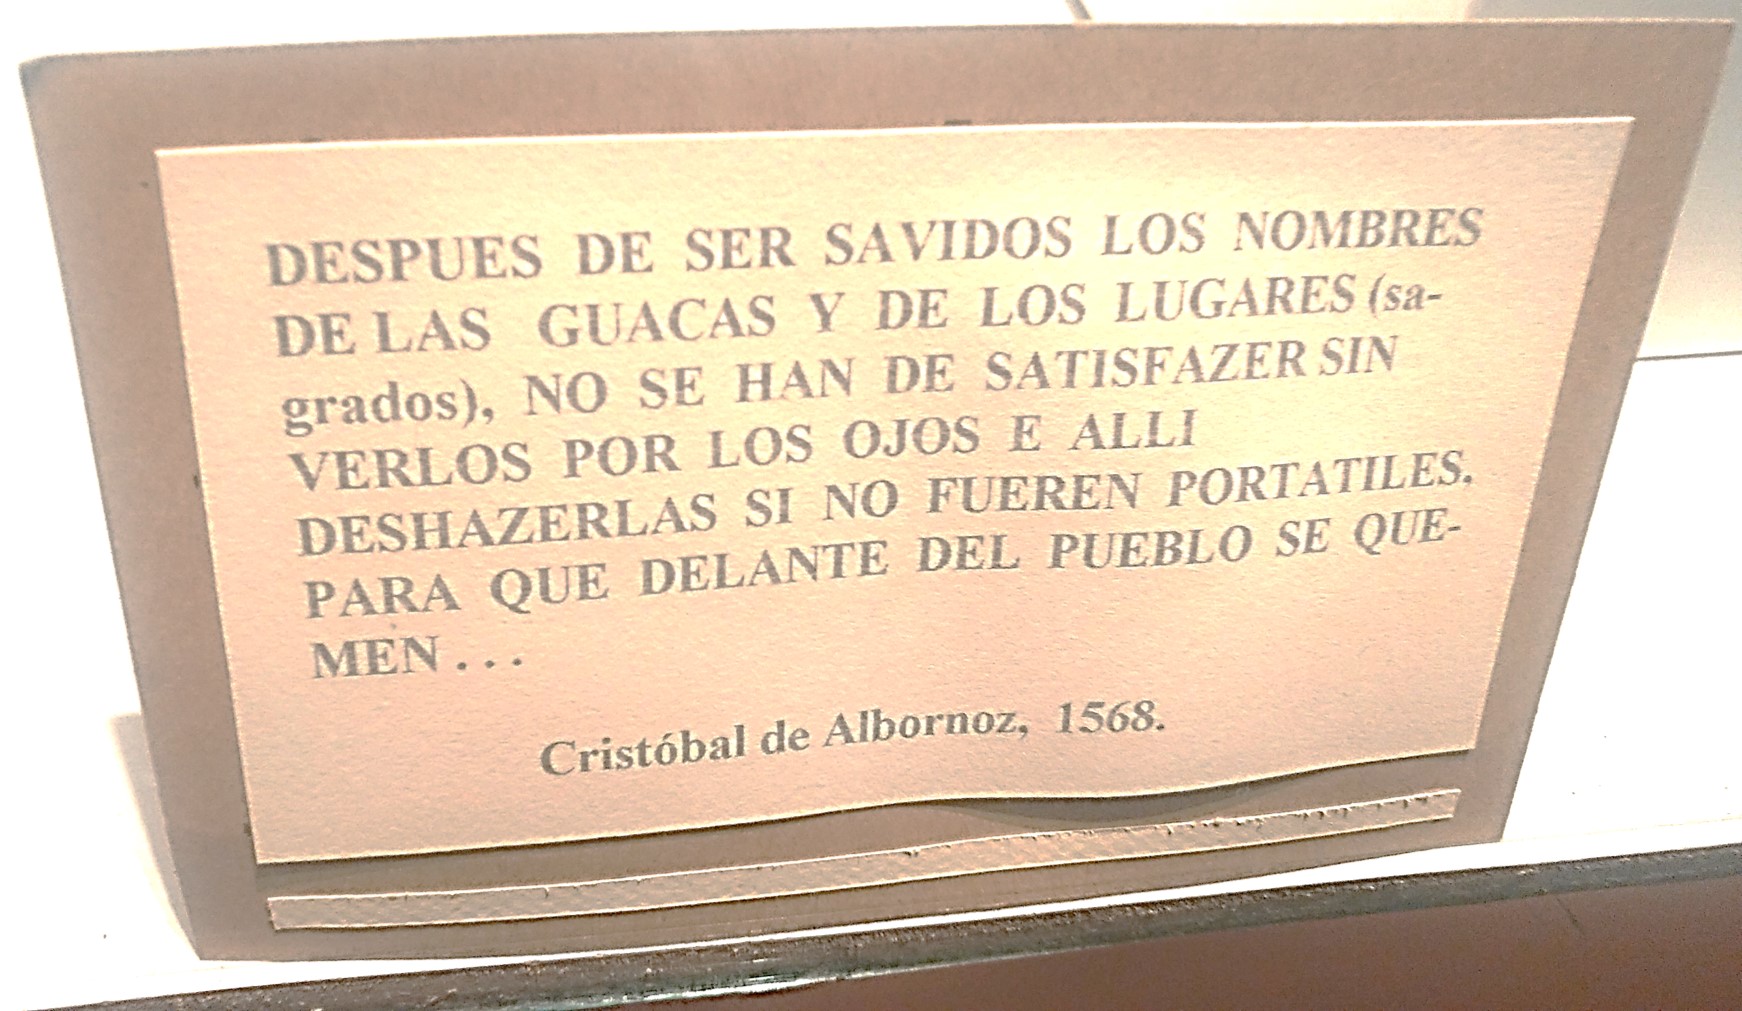 DESPUES DE SER SAVIDOS LOS NOMBRES
DE LAS GUACAS Y DE LOS LUGARES (sa-
grados), NO SE HAN DE SATISFAZER SIN
VERLOS POR LOS OJOS E ALLI
DESHAZERLAS SI NO FUEREN PORTATILES.
PARA QUE DELANTE DEL PUEBLO SE QUE-
MEN...
Cristóbal de Albornoz, 1568.